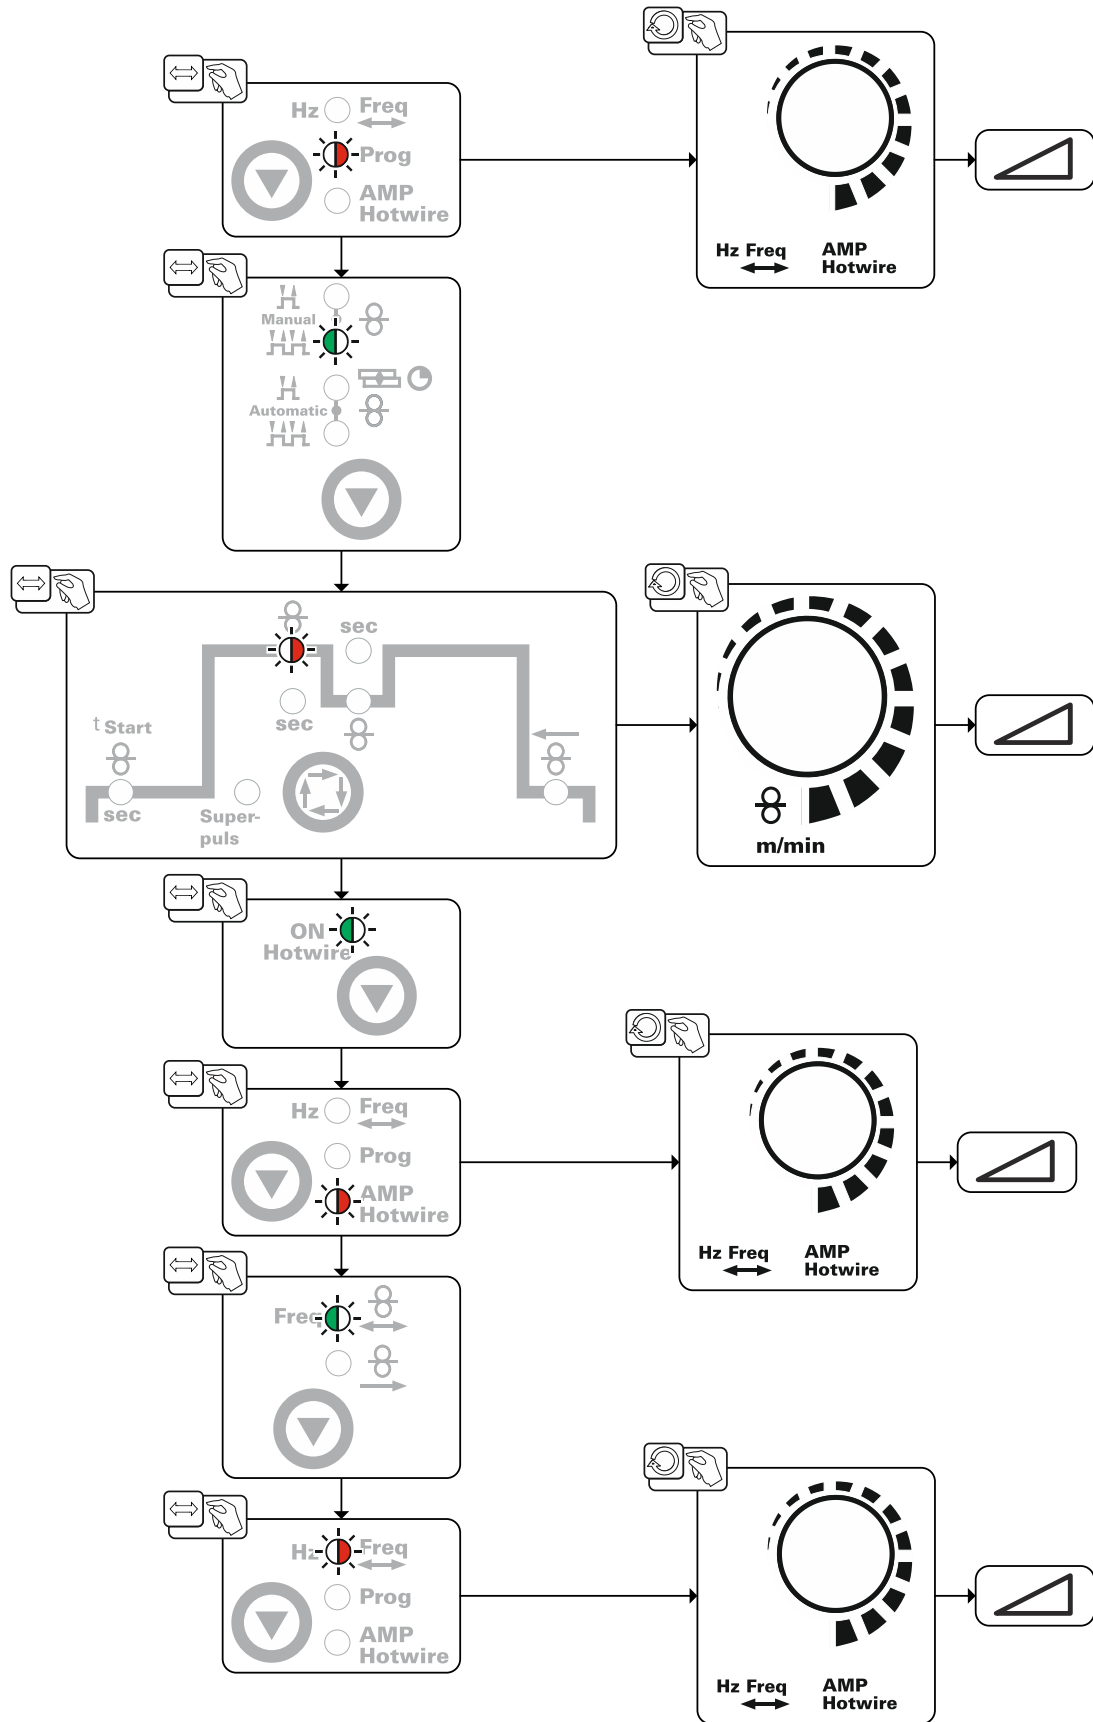 Hz Freq
Prog
AMP
Hotwire
Hz Freq AMP
Hotwire
Manual
Automatic
sec
sec
t Start
sec
Super-
puls
m/min
ON
Hotwire
Hz Freq
Prog
AMP
Hotwire
Hz Freq AMP
Hotwire
Freq
Hz Freq
Prog
AMP
Hotwire
Hz Freq AMP
Hotwire